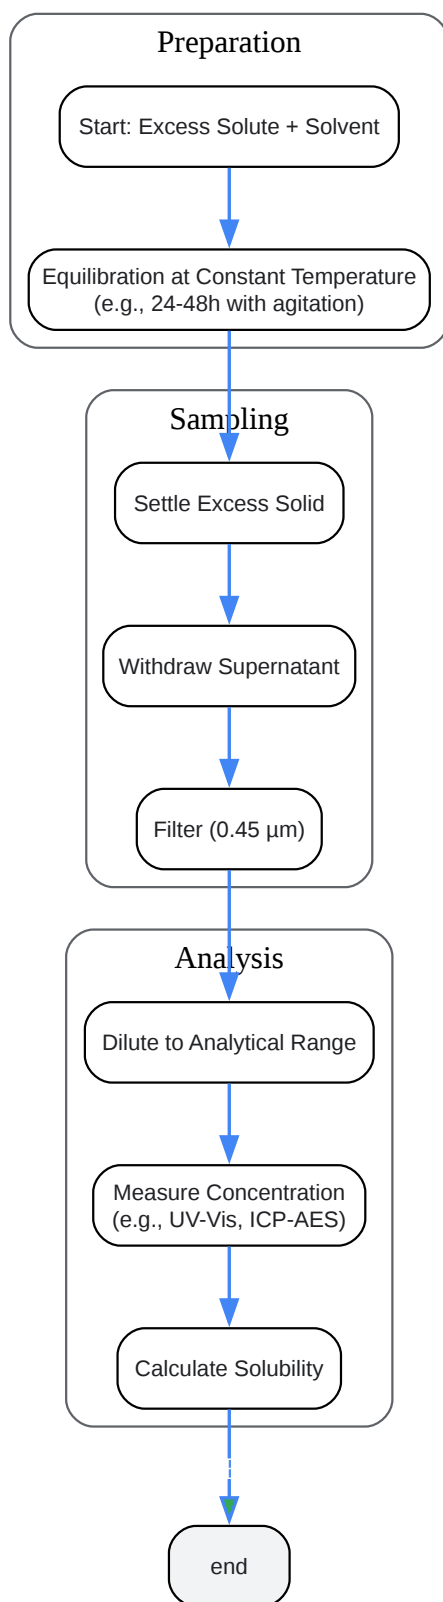 Preparation
Start: Excess Solute + Solvent
Equilibration at Constant Temperature
(e.g., 24-48h with agitation)
Sampling
Settle Excess Solid
Withdraw Supernatant
Filter (0.45 µm)
Analysis
Dilute to Analytical Range
Measure Concentration
(e.g., UV-Vis, ICP-AES)
Calculate Solubility
end